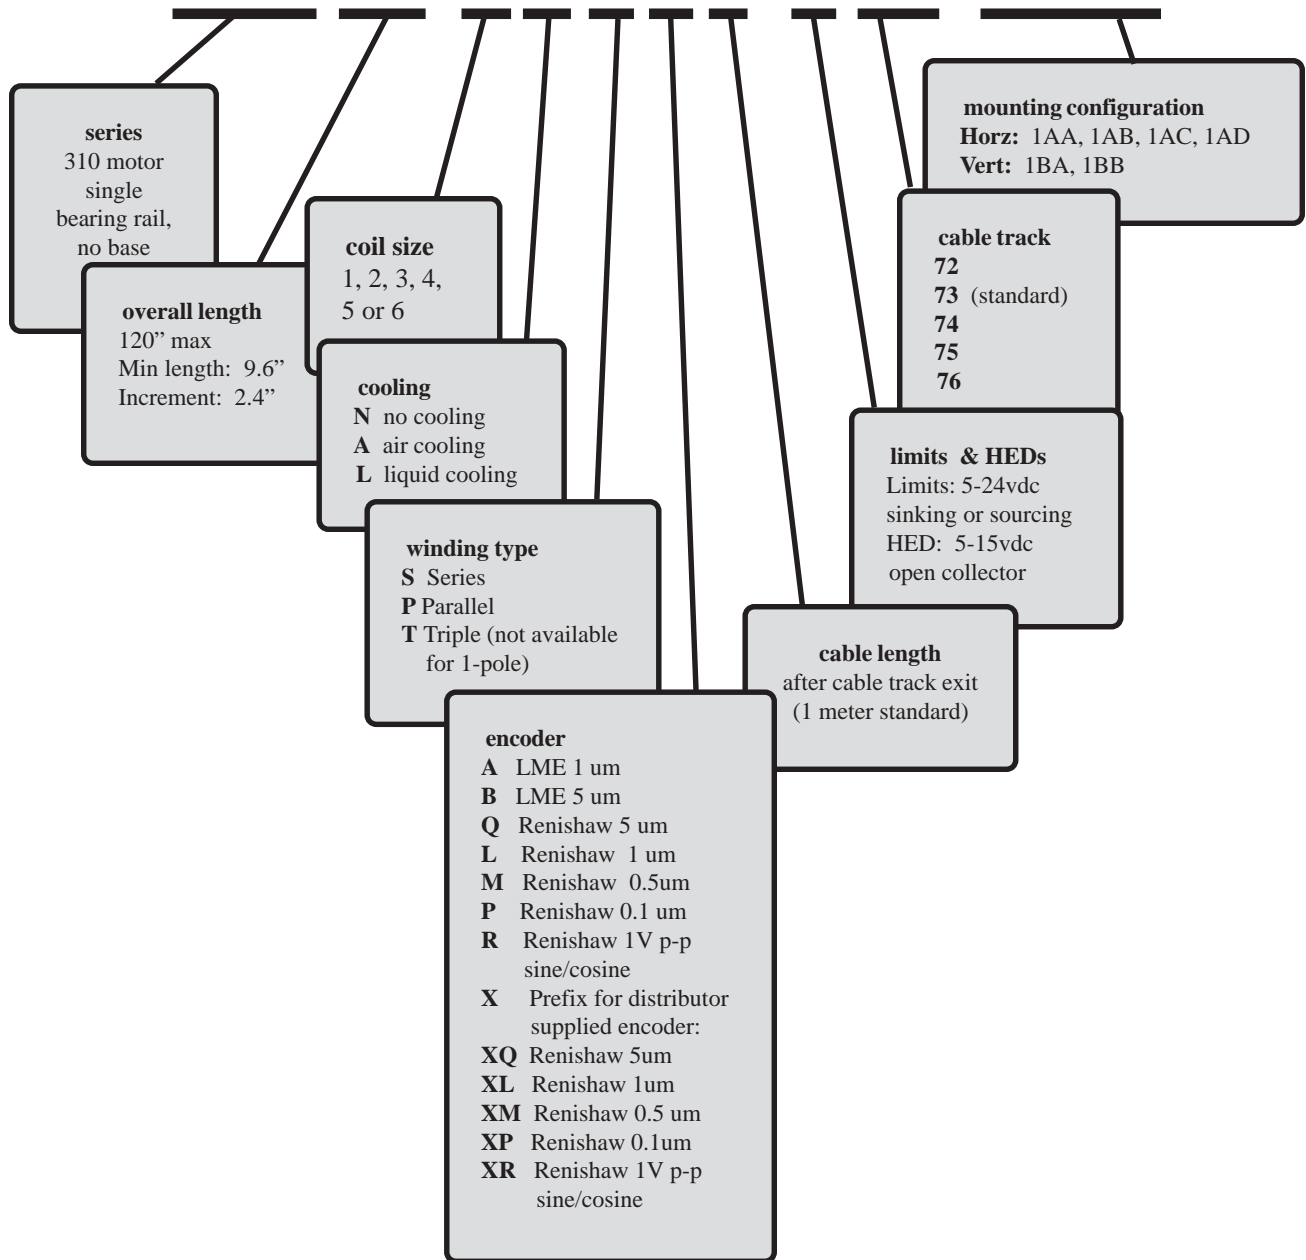 series
310 motor
single
bearing rail,
no base
overall length
120” max
Min length: 9.6”
Increment: 2.4”
coil size
1, 2, 3, 4,
5 or 6
cooling
N no cooling
A air cooling
L liquid cooling
winding type
S Series
P Parallel
T Triple (not available
for 1-pole)
encoder
A LME 1 um
B LME 5 um
Q Renishaw 5 um
L Renishaw 1 um
M Renishaw 0.5um
P Renishaw 0.1 um
R Renishaw 1V p-p
sine/cosine
X Prefix for distributor
supplied encoder:
XQ Renishaw 5um
XL Renishaw 1um
XM Renishaw 0.5 um
XP Renishaw 0.1um
XR Renishaw 1V p-p
sine/cosine
cable length
after cable track exit
(1 meter standard)
limits & HEDs
Limits: 5-24vdc
sinking or sourcing
HED: 5-15vdc
open collector
cable track
72
73 (standard)
74
75
76
mounting configuration
Horz: 1AA, 1AB, 1AC, 1AD
Vert: 1BA, 1BB